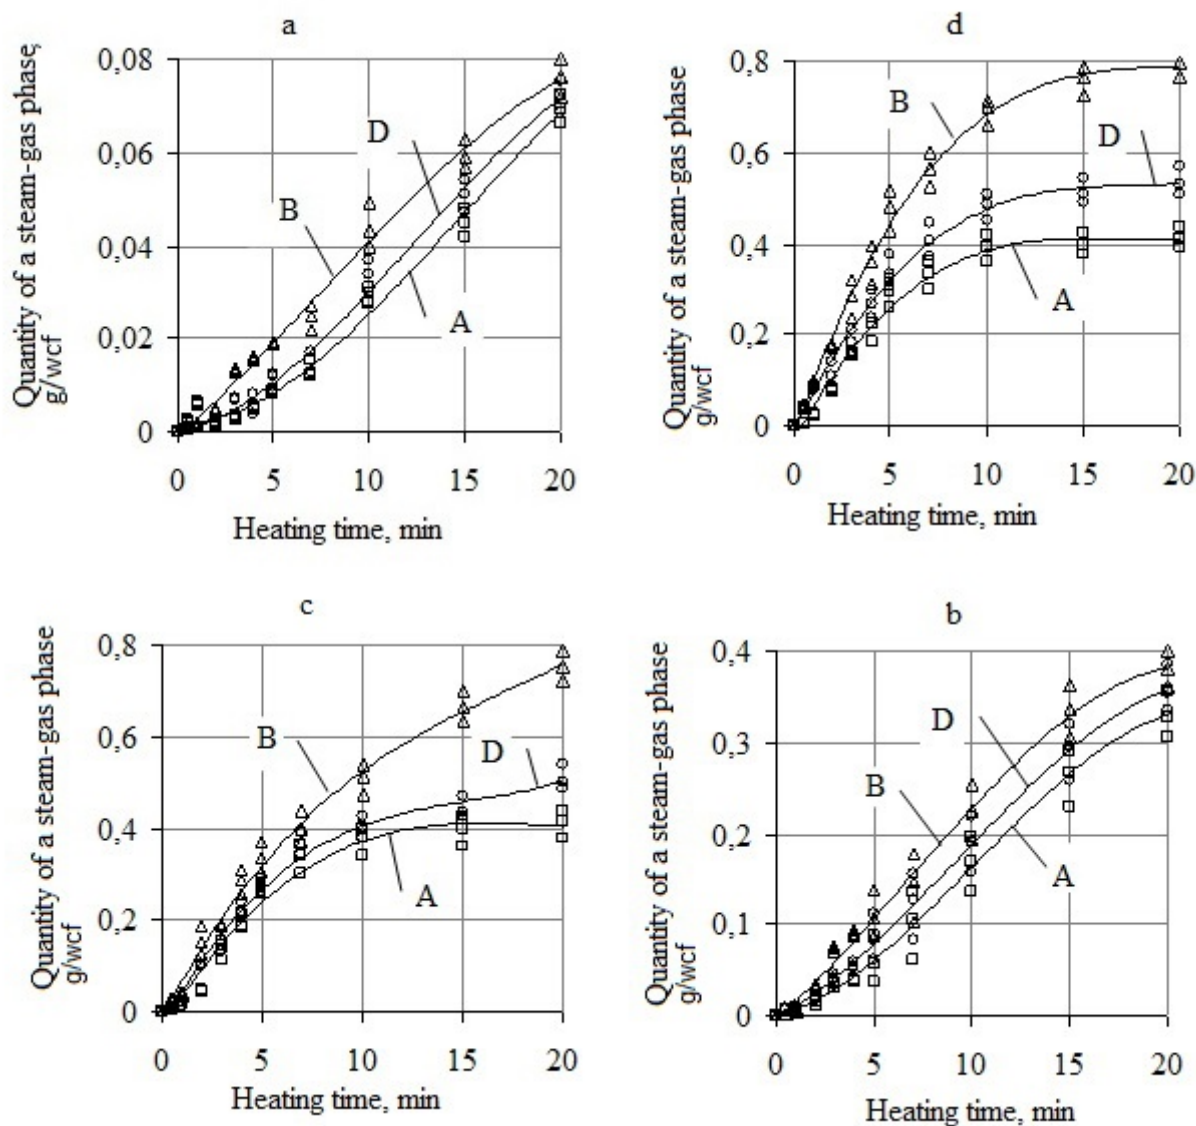 a
Quantity of a steam-gas phase,
g/wcf
0,08
0,06
0,04
0,02
0
B
D
A
0 5 10 15 20
Heating time, min
d
Quantity of a steam-gas phase
g/wcf
0,8
0,6
0,4
0,2
0
B
D
A
0 5 10 15 20
Heating time, min
c
Quantity of a steam-gas phase
g/wcf
0,8
0,6
0,4
0,2
0
B
D
A
0 5 10 15 20
Heating time, min
b
Quantity of a steam-gas phase
g/wcf
0,4
0,3
0,2
0,1
0
B
D
A
0 5 10 15 20
Heating time, min